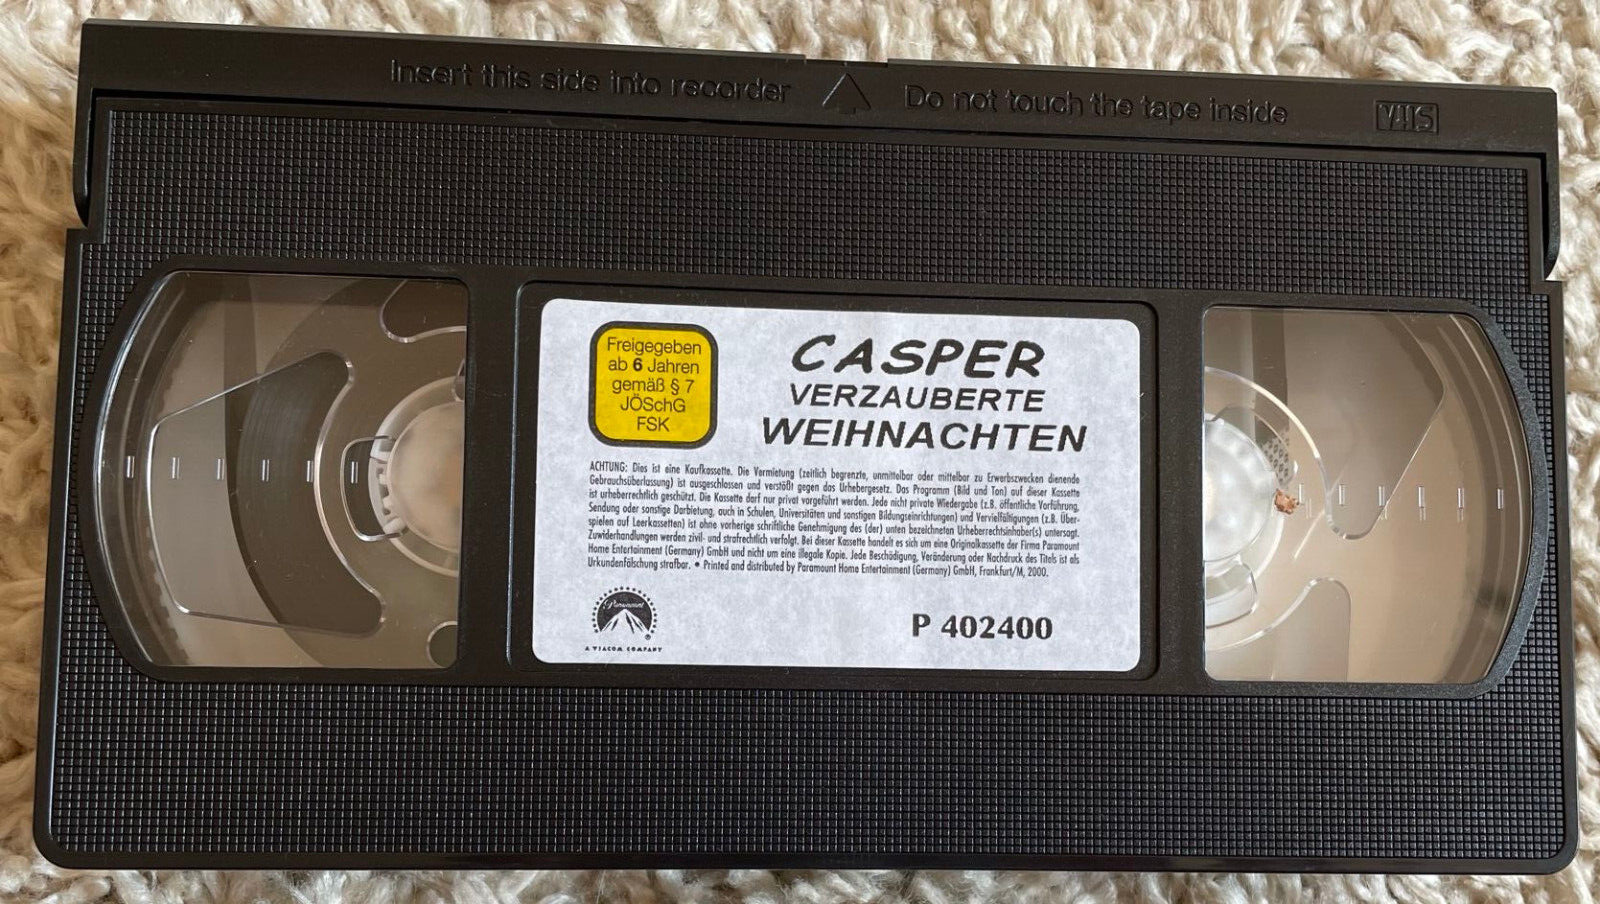 Insert this side into recorder
Do not touch the tape inside
VHS
Freigegeben
ab 6 Jahren
gemäß § 7
JÖSchG
FSK
CASPER
VERZAUBERTE
WEIHNACHTEN
ACHTUNG: Dies ist eine Kaufkassette. Die Vermietung (zeitlich begrenzte, unmittelbar oder mittelbar zu Erwerbszwecken dienende
Gebrauchsüberlassung) ist ausgeschlossen und verstößt gegen das Urhebergesetz. Das Programm (Bild und Ton) auf dieser Kassette
ist urheberrechtlich geschützt. Die Kassette darf nur privat vorgeführt werden. Jede nicht private Wiedergabe (z.B. öffentliche Vorführung,
Sendung oder sonstige Darbietung, auch in Schulen, Universitäten und sonstigen Bildungseinrichtungen) und Vervielfältigungen (z.B. Über-
spielen auf Leerkassetten) ist ohne vorherige schriftliche Genehmigung des (der) unten bezeichneten Urheberrechtsinhaber(s) untersagt.
Zuwiderhandlungen werden zivil- und strafrechtlich verfolgt. Bei dieser Kassette handelt es sich um eine Originalkassette der Firma Paramount
Home Entertainment (Germany) GmbH und nicht um eine illegale Kopie. Jede Beschädigung, Veränderung oder Nachdruck des Titels ist als
Urkundenfälschung strafbar. • Printed and distributed by Paramount Home Entertainment (Germany) GmbH, Frankfurt/M, 2000.
Paramount
®
A VIACOM COMPANY
P 402400